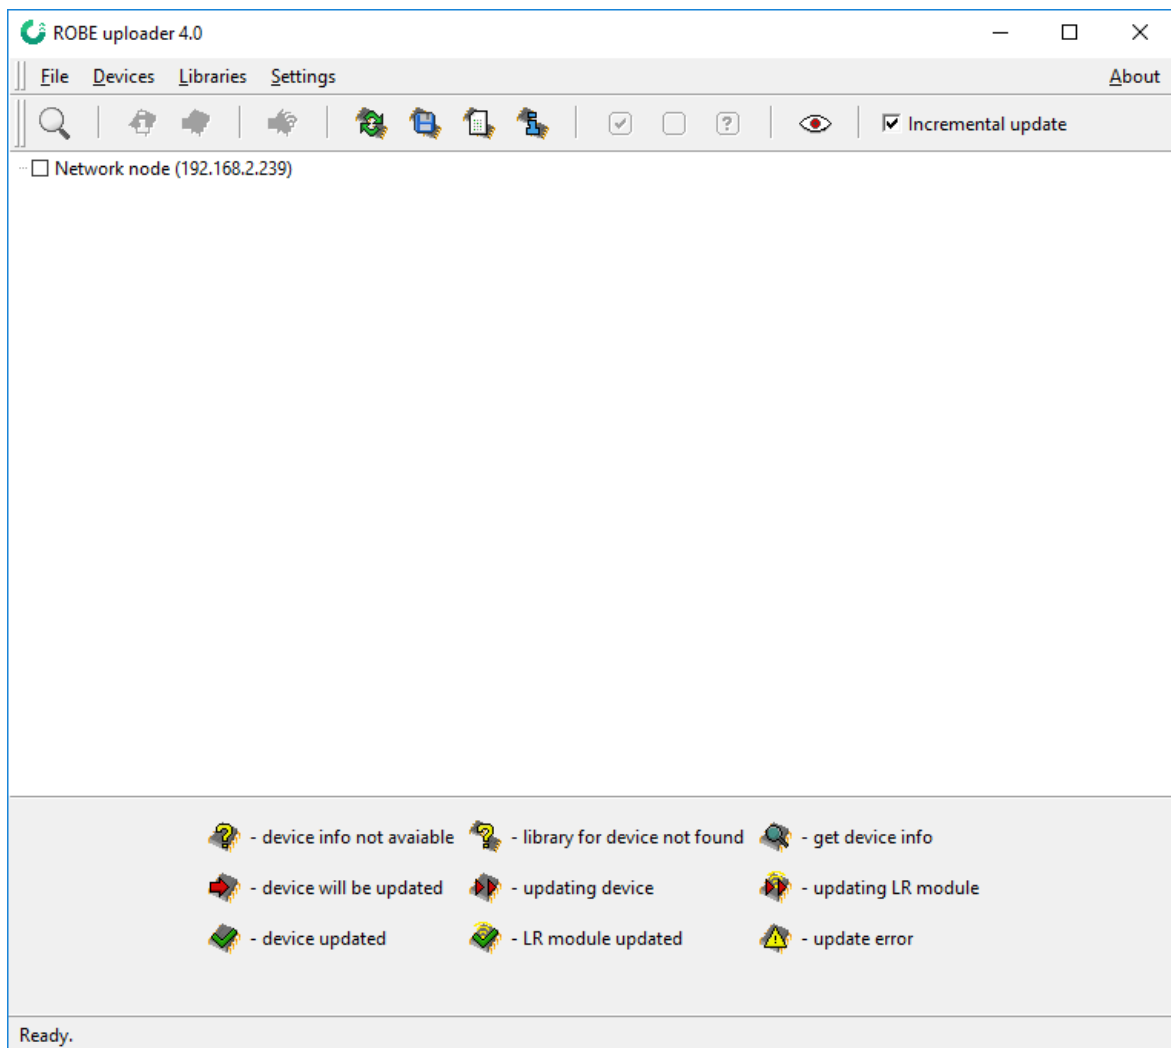 ROBE uploader 4.0
File Devices Libraries Settings About
Incremental update
Network node (192.168.2.239)
- device info not avaiable - library for device not found - get device info
- device will be updated - updating device - updating LR module
- device updated - LR module updated - update error
Ready.